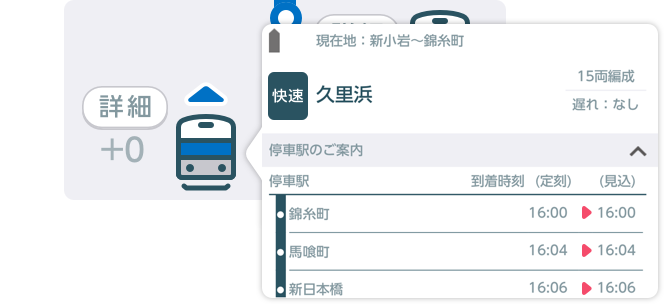 現在地：新小岩～錦糸町
快速 久里浜
15両編成
遅れ：なし
詳細
+0
停車駅のご案内
停車駅 到着時刻 (定刻) (見込)
錦糸町 16:00 16:00
馬喰町 16:04 16:04
新日本橋 16:06 16:06